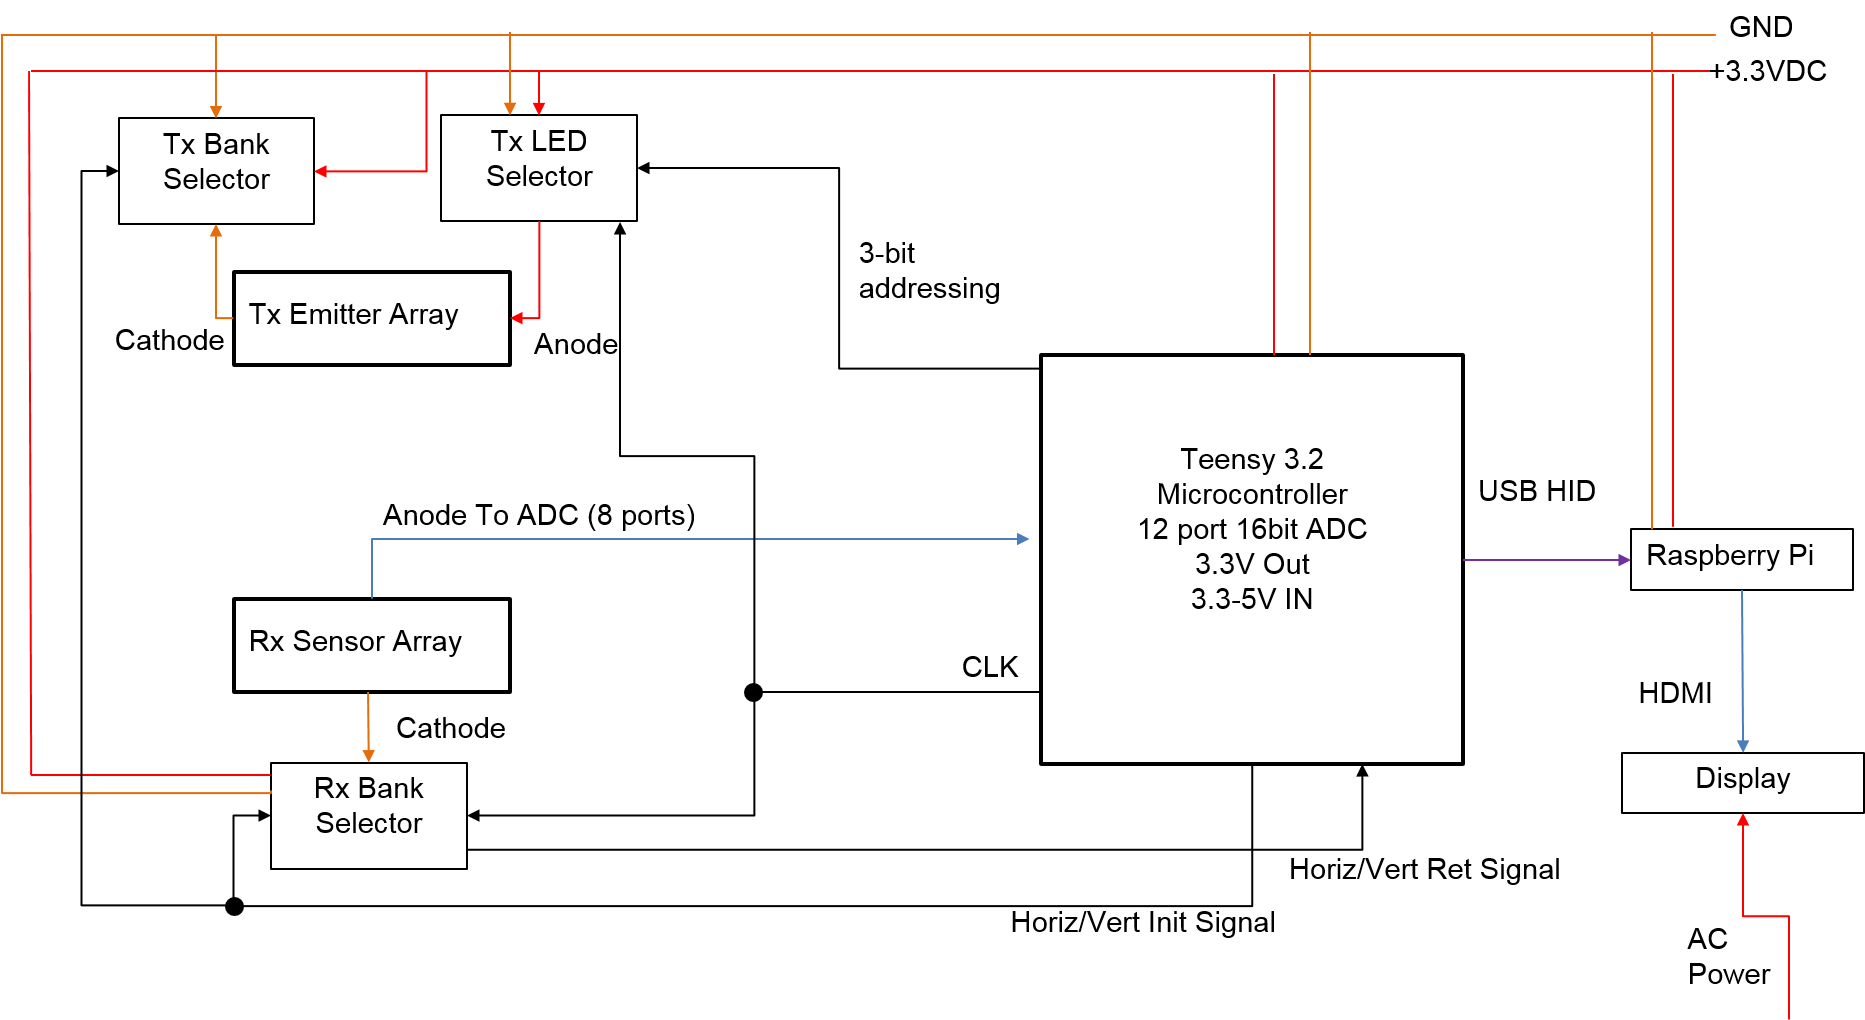 GND
+3.3VDC
Tx Bank
Selector
Tx LED
Selector
3-bit
addressing
Tx Emitter Array
Cathode
Anode
Teensy 3.2
Microcontroller
12 port 16bit ADC
3.3V Out
3.3-5V IN
USB HID
Anode To ADC (8 ports)
Raspberry Pi
Rx Sensor Array
CLK
HDMI
Cathode
Rx Bank
Selector
Display
Horiz/Vert Ret Signal
Horiz/Vert Init Signal
AC
Power